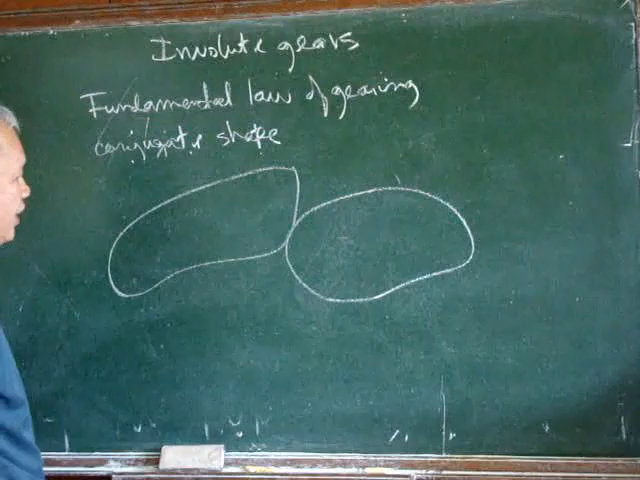 Involute gears
Fundamental law of gearing
conjugate shape